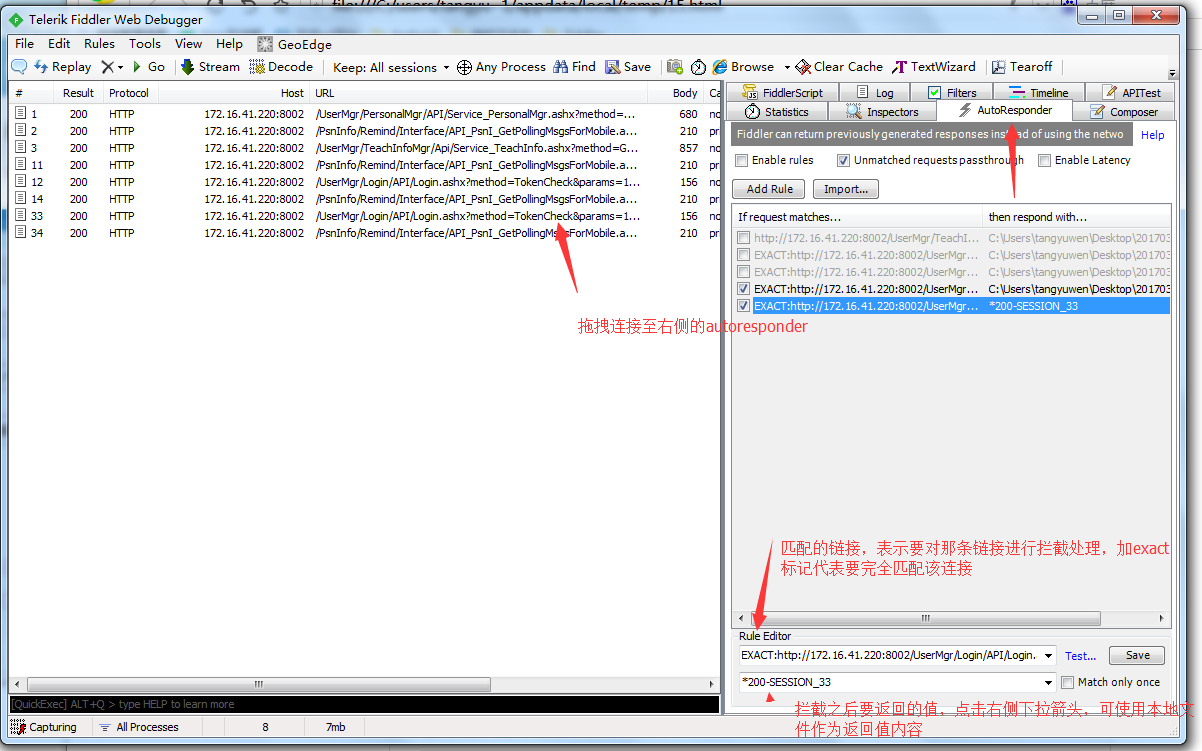 file:///C:/users/tangyu_1/appdata/local/temp/15.html
Telerik Fiddler Web Debugger
File Edit Rules Tools View Help GeoEdge
Replay Go Stream Decode Keep: All sessions Any Process Find Save Browse Clear Cache TextWizard Tearoff
# Result Protocol Host URL Body Ca
1 200 HTTP 172.16.41.220:8002 /UserMgr/PersonalMgr/API/Service_PersonalMgr.ashx?method=... 680 no
2 200 HTTP 172.16.41.220:8002 /PsnInfo/Remind/Interface/API_PsnI_GetPollingMsgsForMobile.a... 210 pr
3 200 HTTP 172.16.41.220:8002 /UserMgr/TeachInfoMgr/Api/Service_TeachInfo.ashx?method=G... 857 no
11 200 HTTP 172.16.41.220:8002 /PsnInfo/Remind/Interface/API_PsnI_GetPollingMsgsForMobile.a... 210 pr
12 200 HTTP 172.16.41.220:8002 /UserMgr/Login/API/Login.ashx?method=TokenCheck&params=1... 156 no
14 200 HTTP 172.16.41.220:8002 /PsnInfo/Remind/Interface/API_PsnI_GetPollingMsgsForMobile.a... 210 pr
33 200 HTTP 172.16.41.220:8002 /UserMgr/Login/API/Login.ashx?method=TokenCheck&params=1... 156 no
34 200 HTTP 172.16.41.220:8002 /PsnInfo/Remind/Interface/API_PsnI_GetPollingMsgsForMobile.a... 210 pr
拖拽连接至右侧的autoresponder
FiddlerScript Log Filters Timeline APITest
Statistics Inspectors AutoResponder Composer
Fiddler can return previously generated responses instead of using the netwo Help
Enable rules Unmatched requests passthrough Enable Latency
Add Rule Import...
If request matches... then respond with...
http://172.16.41.220:8002/UserMgr/TeachI... C:\Users\tangyuwen\Desktop\201703
EXACT:http://172.16.41.220:8002/UserMgr... C:\Users\tangyuwen\Desktop\201703
EXACT:http://172.16.41.220:8002/UserMgr... C:\Users\tangyuwen\Desktop\201703
EXACT:http://172.16.41.220:8002/UserMgr... C:\Users\tangyuwen\Desktop\201703
EXACT:http://172.16.41.220:8002/UserMgr... *200-SESSION_33
匹配的链接，表示要对那条链接进行拦截处理，加exact
标记代表要完全匹配该连接
Rule Editor
EXACT:http://172.16.41.220:8002/UserMgr/Login/API/Login. Test... Save
*200-SESSION_33 Match only once
拦截之后要返回的值，点击右侧下拉箭头，可使用本地文
件作为返回值内容
[QuickExec] ALT+Q > type HELP to learn more
Capturing All Processes 8 7mb